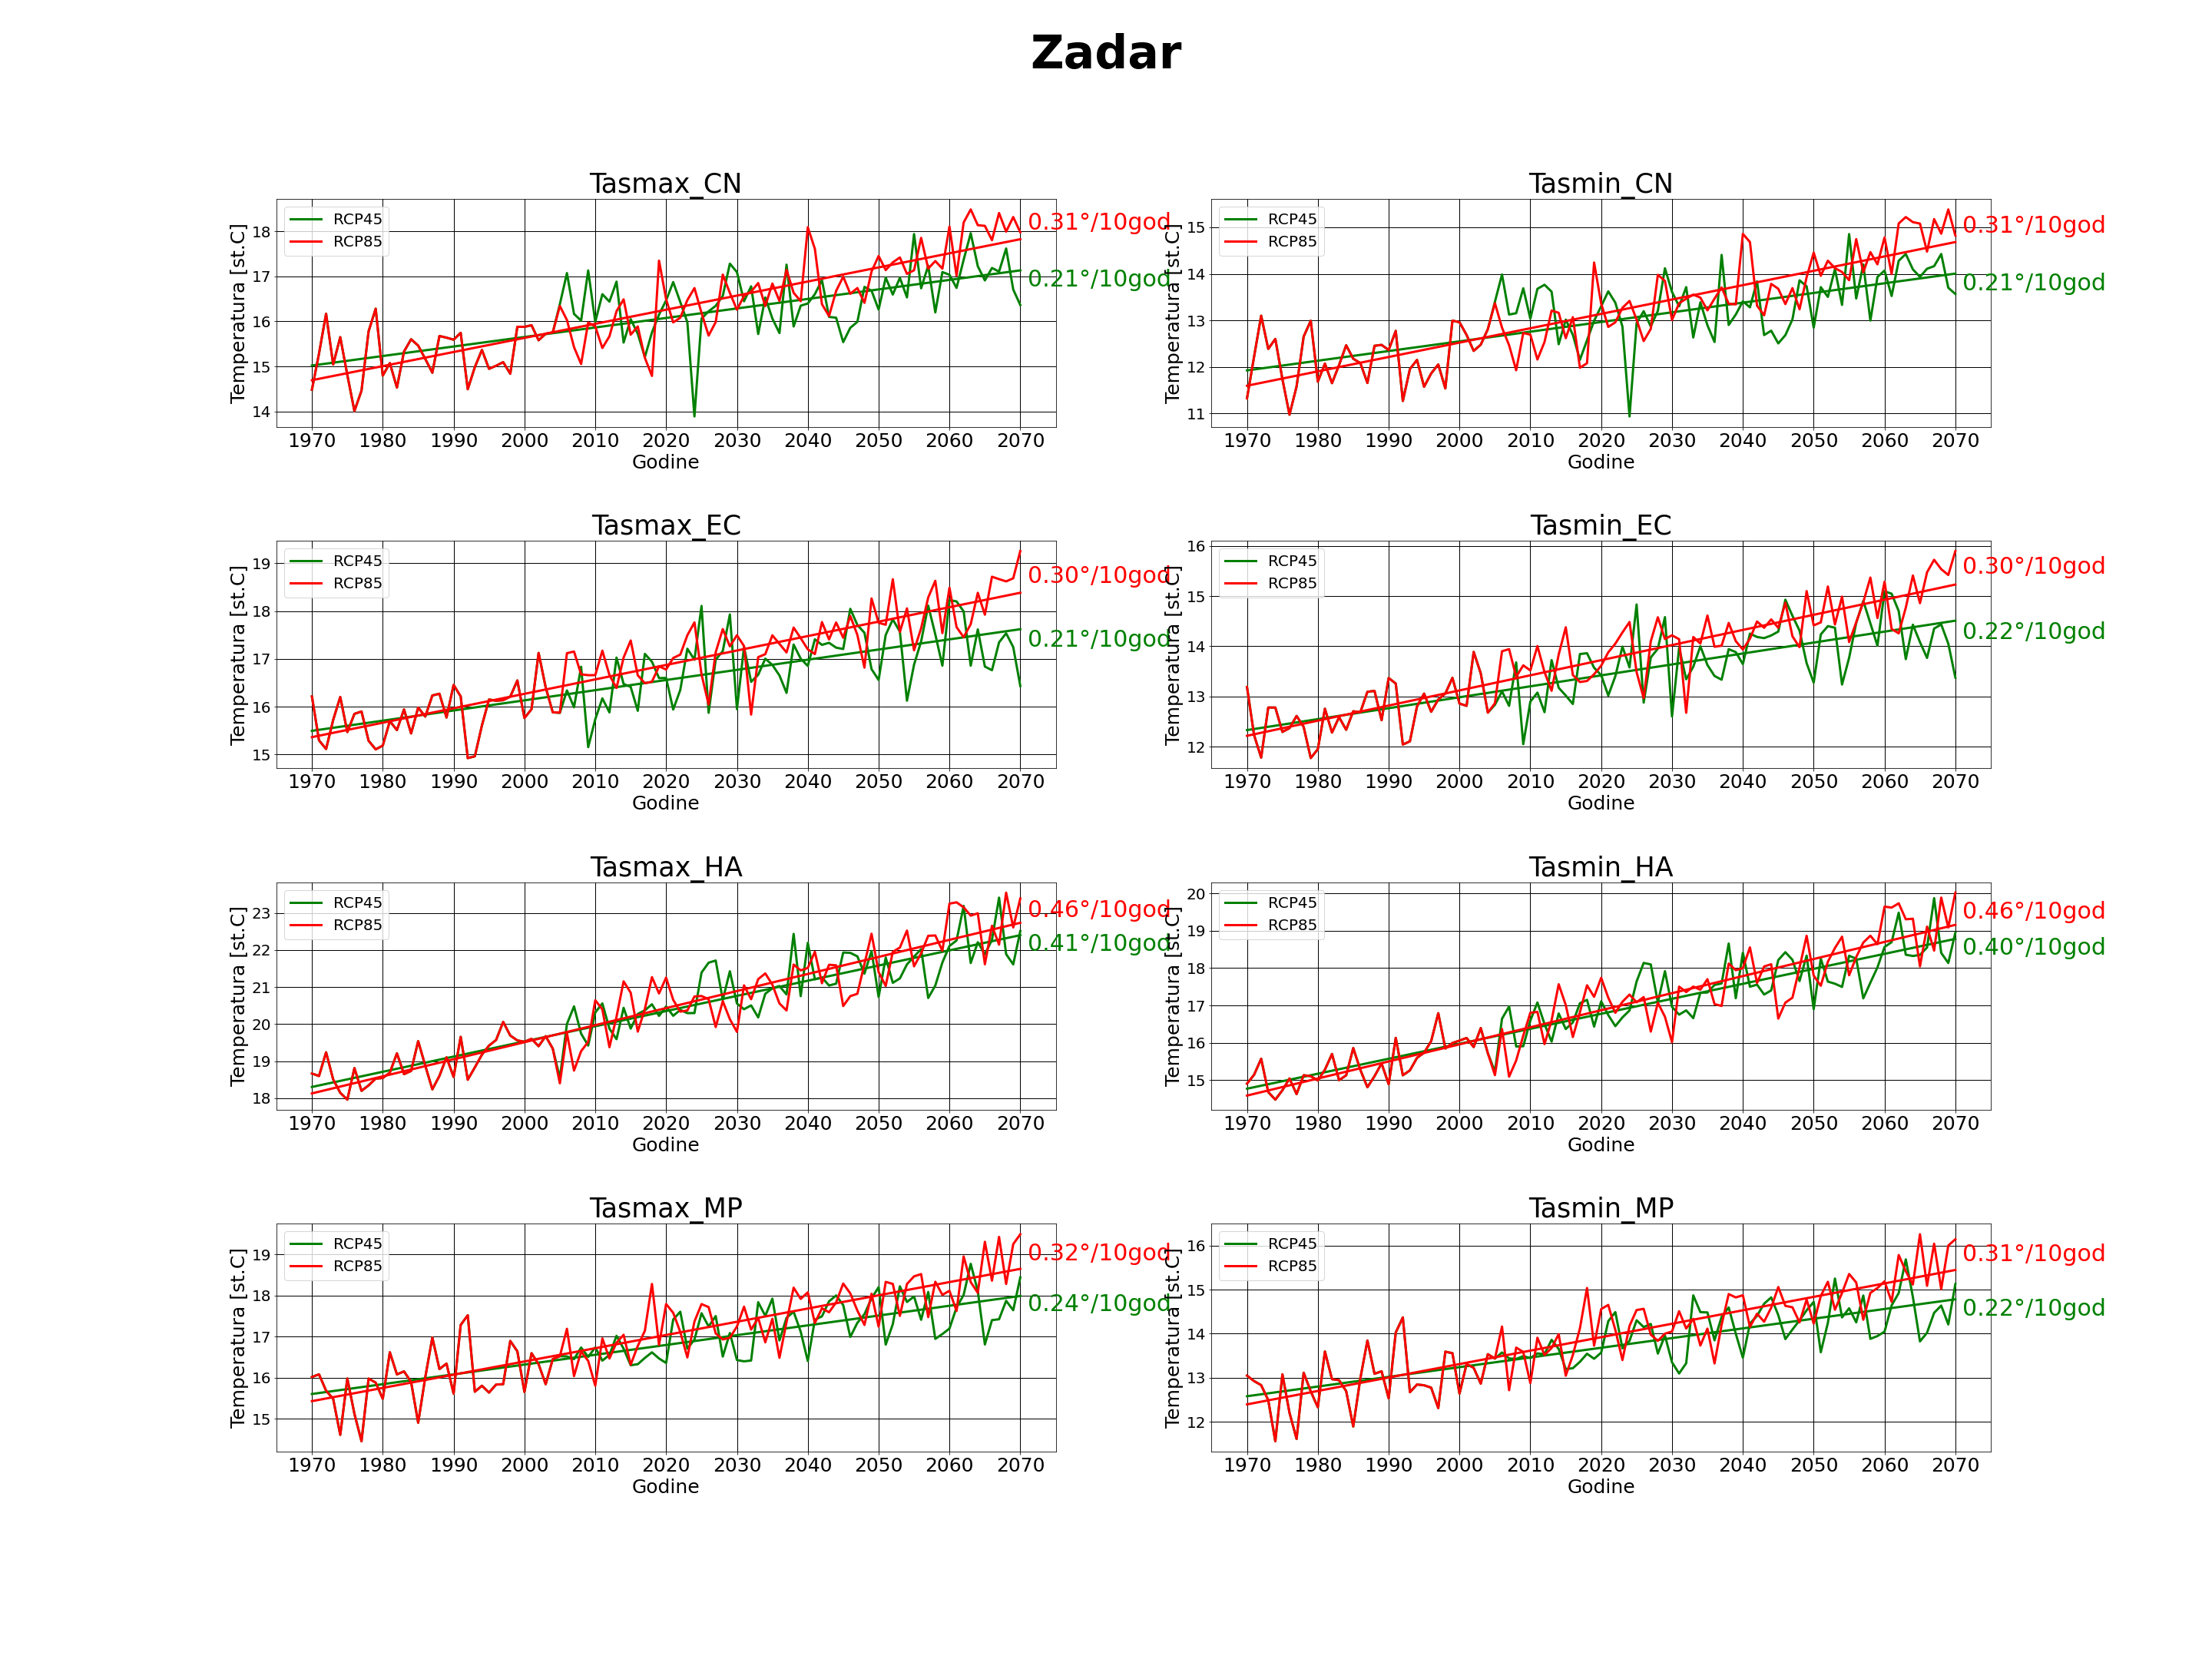 Zadar
Tasmax_CN
Temperatura [st.C]
18
17
16
15
14
RCP45
RCP85
0.31°/10god
0.21°/10god
1970 1980 1990 2000 2010 2020 2030 2040 2050 2060 2070
Godine
Tasmin_CN
Temperatura [st.C]
15
14
13
12
11
RCP45
RCP85
0.31°/10god
0.21°/10god
1970 1980 1990 2000 2010 2020 2030 2040 2050 2060 2070
Godine
Tasmax_EC
Temperatura [st.C]
19
18
17
16
15
RCP45
RCP85
0.30°/10god
0.21°/10god
1970 1980 1990 2000 2010 2020 2030 2040 2050 2060 2070
Godine
Tasmin_EC
Temperatura [st.C]
16
15
14
13
12
RCP45
RCP85
0.30°/10god
0.22°/10god
1970 1980 1990 2000 2010 2020 2030 2040 2050 2060 2070
Godine
Tasmax_HA
Temperatura [st.C]
23
22
21
20
19
18
RCP45
RCP85
0.46°/10god
0.41°/10god
1970 1980 1990 2000 2010 2020 2030 2040 2050 2060 2070
Godine
Tasmin_HA
Temperatura [st.C]
20
19
18
17
16
15
RCP45
RCP85
0.46°/10god
0.40°/10god
1970 1980 1990 2000 2010 2020 2030 2040 2050 2060 2070
Godine
Tasmax_MP
Temperatura [st.C]
19
18
17
16
15
RCP45
RCP85
0.32°/10god
0.24°/10god
1970 1980 1990 2000 2010 2020 2030 2040 2050 2060 2070
Godine
Tasmin_MP
Temperatura [st.C]
16
15
14
13
12
RCP45
RCP85
0.31°/10god
0.22°/10god
1970 1980 1990 2000 2010 2020 2030 2040 2050 2060 2070
Godine